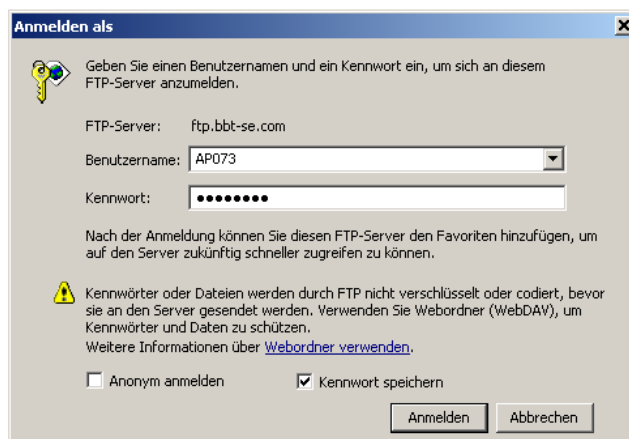 Anmelden als
Geben Sie einen Benutzernamen und ein Kennwort ein, um sich an diesem
FTP-Server anzumelden.
FTP-Server: ftp.bbt-se.com
Benutzername: AP073
Kennwort: ●●●●●●●●
Nach der Anmeldung können Sie diesen FTP-Server den Favoriten hinzufügen, um
auf den Server zukünftig schneller zugreifen zu können.
Kennwörter oder Dateien werden durch FTP nicht verschlüsselt oder codiert, bevor
sie an den Server gesendet werden. Verwenden Sie Webordner (WebDAV), um
Kennwörter und Daten zu schützen.
Weitere Informationen über Webordner verwenden.
Anonym anmelden Kennwort speichern
Anmelden Abbrechen